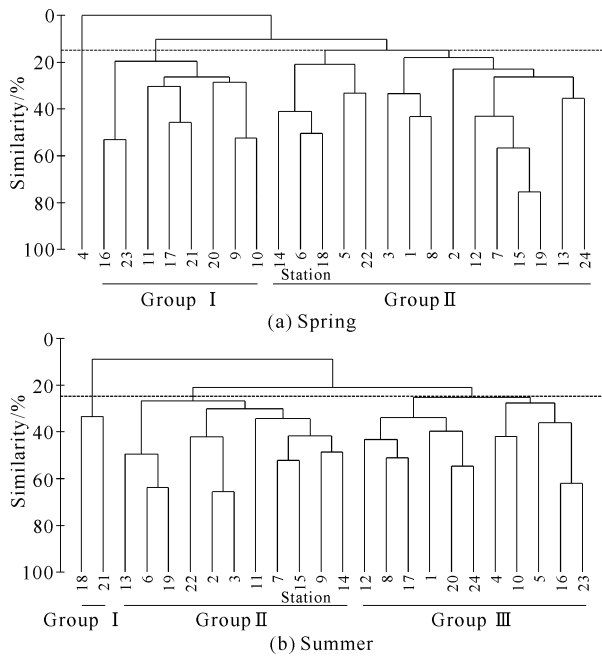 0
20
40
60
80
100
Similarity/%
4 16 23 11 17 21 20 9 10 14 6 18 5 22 3 1 8 2 12 7 15 19 13 24
Station
Group Ⅰ Group Ⅱ
(a) Spring
0
20
40
60
80
100
Similarity/%
18 21 13 6 19 22 2 3 11 7 15 9 14 12 8 17 1 20 24 4 10 5 16 23
Station
Group Ⅰ Group Ⅱ Group Ⅲ
(b) Summer